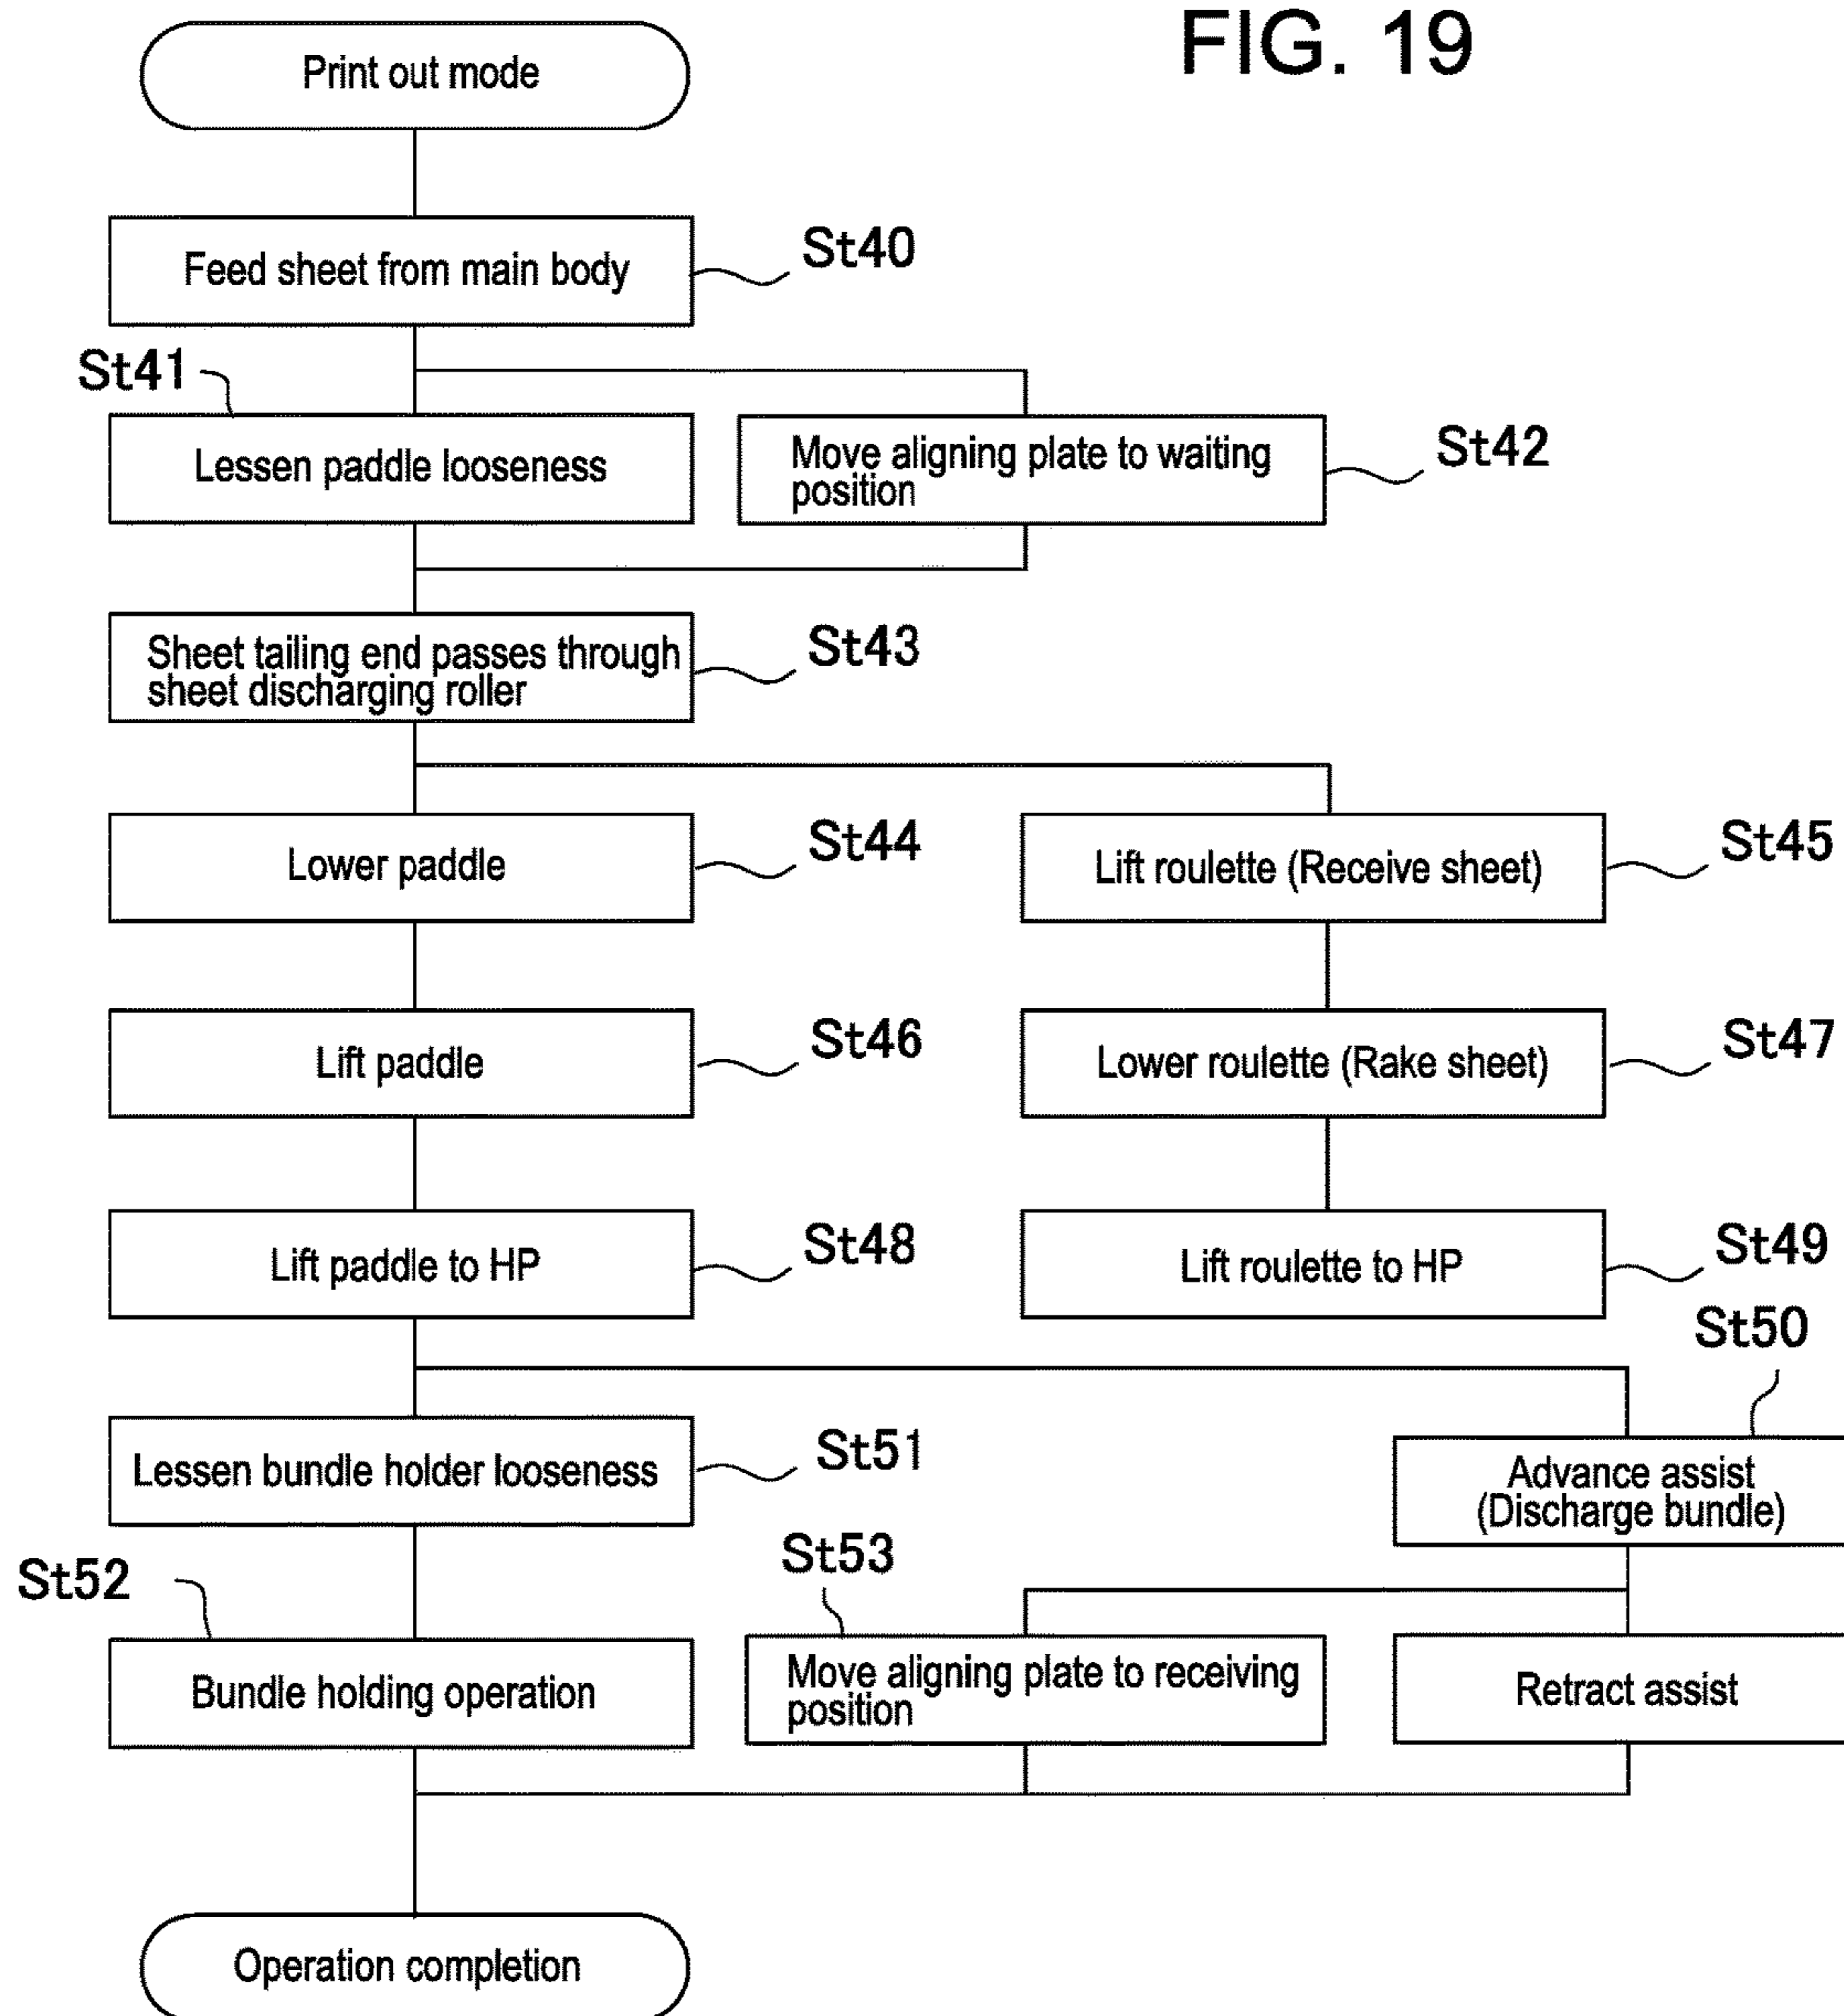 FIG. 19
Print out mode
Feed sheet from main body
St40
St41
Lessen paddle looseness
Move aligning plate to waiting
position
St42
Sheet tailing end passes through
sheet discharging roller
St43
Lower paddle
St44
Lift roulette (Receive sheet)
St45
Lift paddle
St46
Lower roulette (Rake sheet)
St47
Lift paddle to HP
St48
Lift roulette to HP
St49
St50
Lessen bundle holder looseness
St51
Advance assist
(Discharge bundle)
St52
St53
Bundle holding operation
Move aligning plate to receiving
position
Retract assist
Operation completion